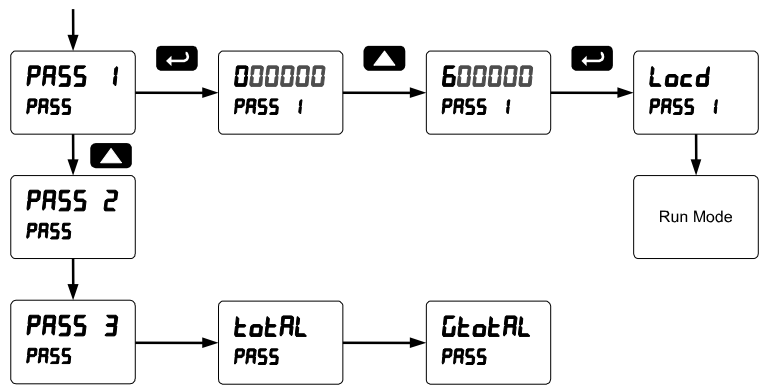 PASS 1
PASS
000000
PASS 1
600000
PASS 1
Locd
PASS 1
PASS 2
PASS
Run Mode
PASS 3
PASS
totAL
PASS
GtotAL
PASS